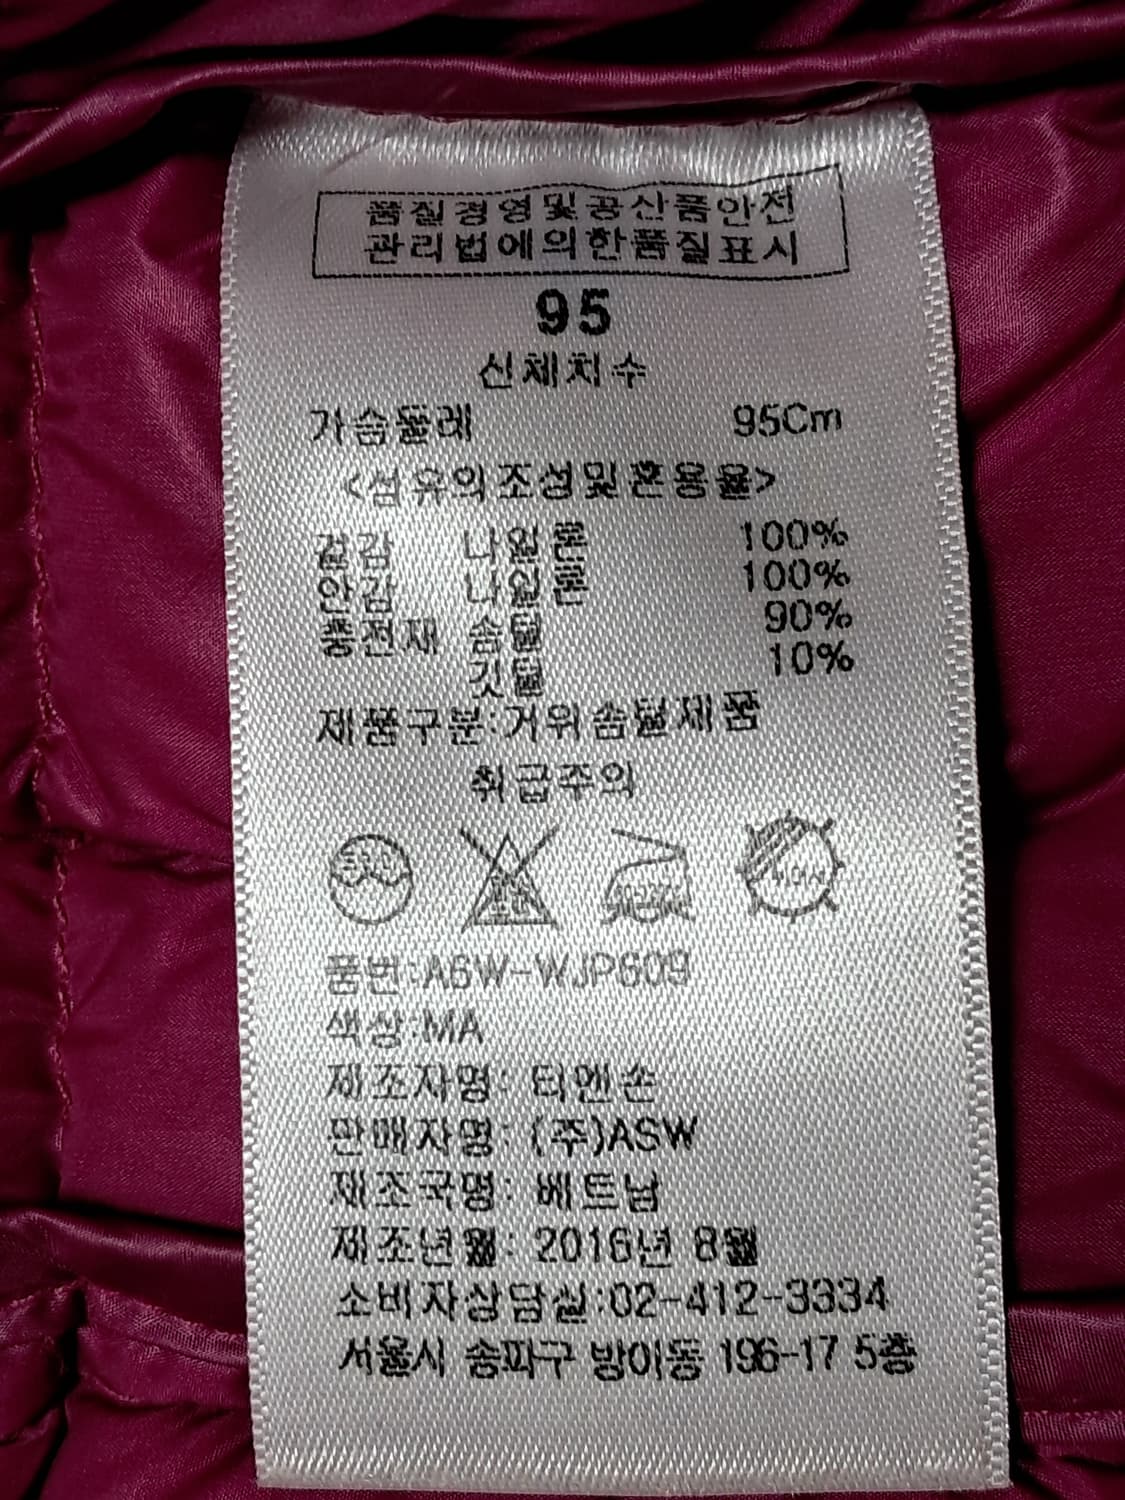 품질경영및공산품안전
관리법에의한품질표시
95
신체치수
가슴둘레 95Cm
<섬유의조성및혼용율>
겉감 나일론 100%
안감 나일론 100%
충전재 솜털 90%
깃털 10%
제품구분:거위솜털제품
취급주의
품번:A6W-WJP609
색상:MA
제조자명: 티엔손
판매자명: (주)ASW
제조국명: 베트남
제조년월: 2016년 8월
소비자상담실:02-412-3334
서울시 송파구 방이동 196-17 5층